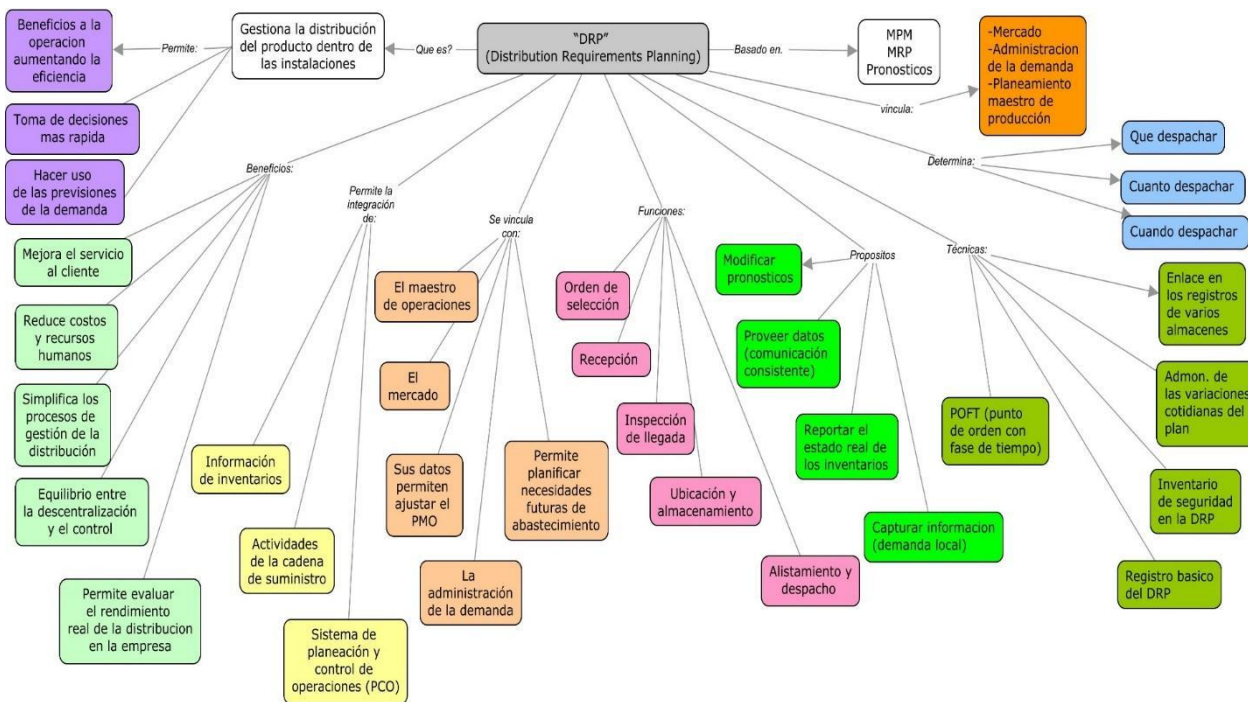 "DRP"
(Distribution Requirements Planning)
Que es?
Gestiona la distribución
del producto dentro de
las instalaciones
Permite:
Beneficios a la
operacion
aumentando la
eficiencia
Toma de decisiones
mas rapida
Hacer uso
de las previsiones
de la demanda
Basado en.
MPM
MRP
Pronosticos
vincula:
-Mercado
-Administracion
de la demanda
-Planeamiento
maestro de
producción
Determina:
Que despachar
Cuanto despachar
Cuando despachar
Beneficios:
Mejora el servicio
al cliente
Reduce costos
y recursos
humanos
Simplifica los
procesos de
gestión de la
distribución
Equilibrio entre
la descentralización
y el control
Permite evaluar
el rendimiento
real de la distribucion
en la empresa
Permite la
integración
de:
Información
de inventarios
Actividades
de la cadena
de suministro
Sistema de
planeación y
control de
operaciones (PCO)
Se vincula
con:
El maestro
de operaciones
El
mercado
Sus datos
permiten
ajustar el
PMO
La
administración
de la demanda
Permite
planificar
necesidades
futuras de
abastecimiento
Funciones:
Orden de
selección
Recepción
Inspección
de llegada
Ubicación y
almacenamiento
Alistamiento y
despacho
Propositos
Modificar
pronosticos
Proveer datos
(comunicación
consistente)
Reportar el
estado real de
los inventarios
Capturar informacion
(demanda local)
Técnicas:
Enlace en
los registros
de varios
almacenes
Admon. de
las variaciones
cotidianas del
plan
POFT (punto
de orden con
fase de tiempo)
Inventario
de seguridad
en la DRP
Registro basico
del DRP